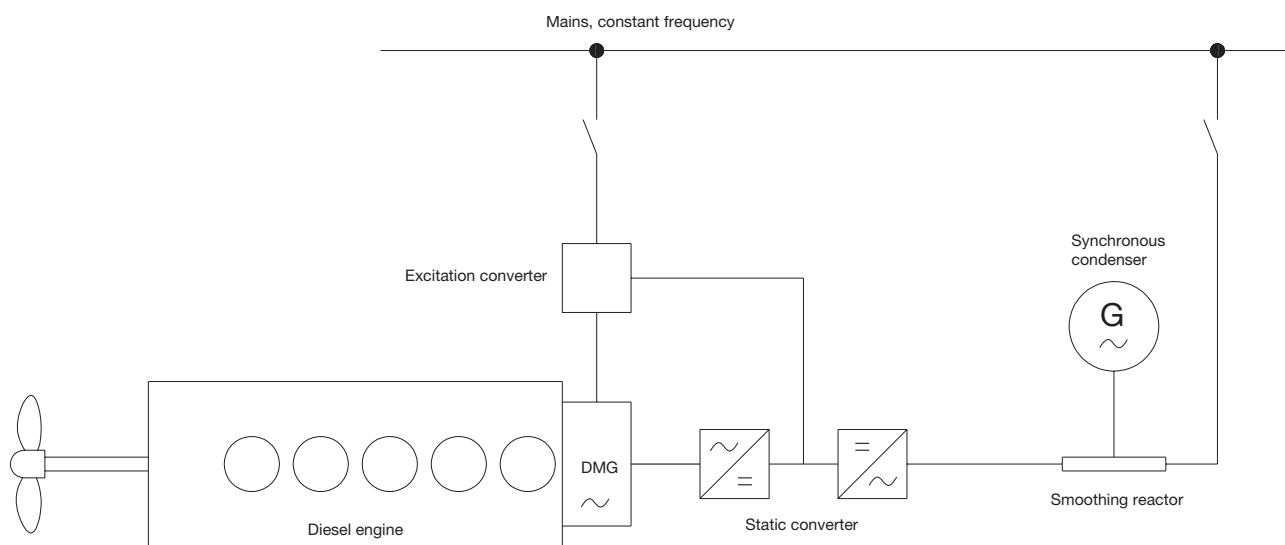 Mains, constant frequency
Synchronous
condenser
Excitation converter
G
DMG
Static converter
Smoothing reactor
Diesel engine